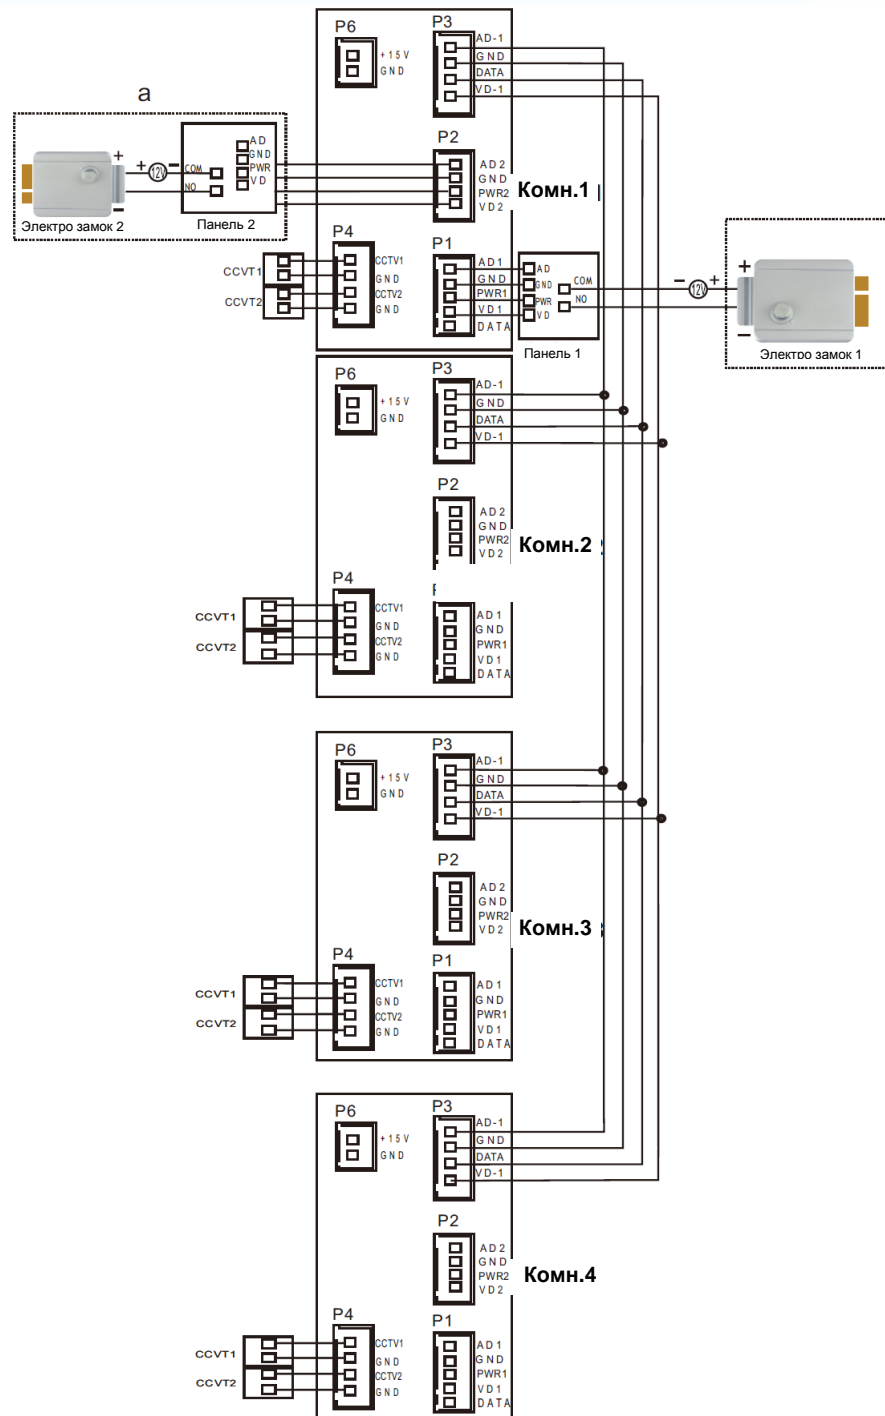 P6
+15V
GND
P3
AD-1
GND
DATA
VD-1
a
+
+
12V
−
−
COM
NO
AD
GND
PWR
VD
Электро замок 2
Панель 2
P2
AD2
GND
PWR2
VD2
Комн.1
P4
CCTV1
GND
CCTV2
GND
CCVT1
CCVT2
P1
AD1
GND
PWR1
VD1
DATA
AD
GND
PWR
VD
COM
NO
Панель 1
−
12V
+
+
−
Электро замок 1
P6
+15V
GND
P3
AD-1
GND
DATA
VD-1
P2
AD2
GND
PWR2
VD2
Комн.2
P4
CCTV1
GND
CCTV2
GND
CCVT1
CCVT2
AD1
GND
PWR1
VD1
DATA
P6
+15V
GND
P3
AD-1
GND
DATA
VD-1
P2
AD2
GND
PWR2
VD2
Комн.3
P4
CCTV1
GND
CCTV2
GND
CCVT1
CCVT2
P1
AD1
GND
PWR1
VD1
DATA
P6
+15V
GND
P3
AD-1
GND
DATA
VD-1
P2
AD2
GND
PWR2
VD2
Комн.4
P4
CCTV1
GND
CCTV2
GND
CCVT1
CCVT2
P1
AD1
GND
PWR1
VD1
DATA